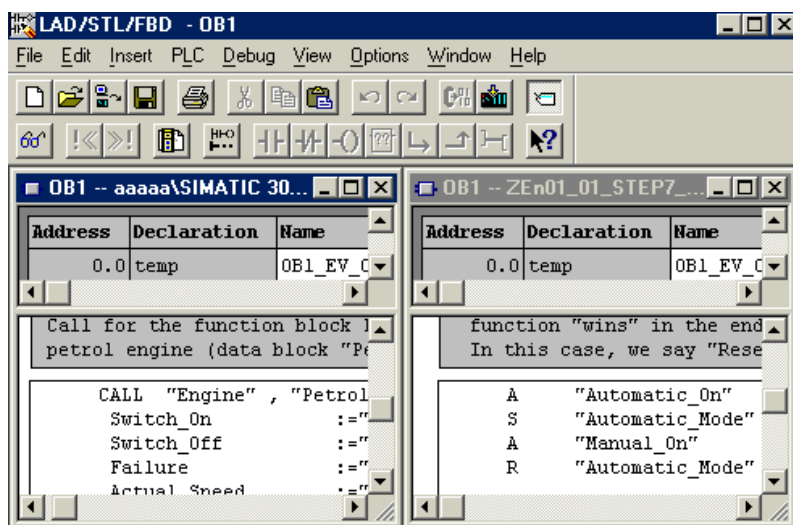 LAD/STL/FBD - OB1
File Edit Insert PLC Debug View Options Window Help
OB1 -- aaaaa\SIMATIC 30...
Address Declaration Name
0.0 temp OB1_EV_
Call for the function block
petrol engine (data block "P
CALL "Engine" , "Petrol
Switch_On :="
Switch_Off :="
Failure :="
Actual_Speed :="
OB1 -- ZEn01_01_STEP7_...
Address Declaration Name
0.0 temp OB1_EV_
function "wins" in the end
In this case, we say "Rese
A "Automatic_On"
S "Automatic_Mode"
A "Manual_On"
R "Automatic_Mode"